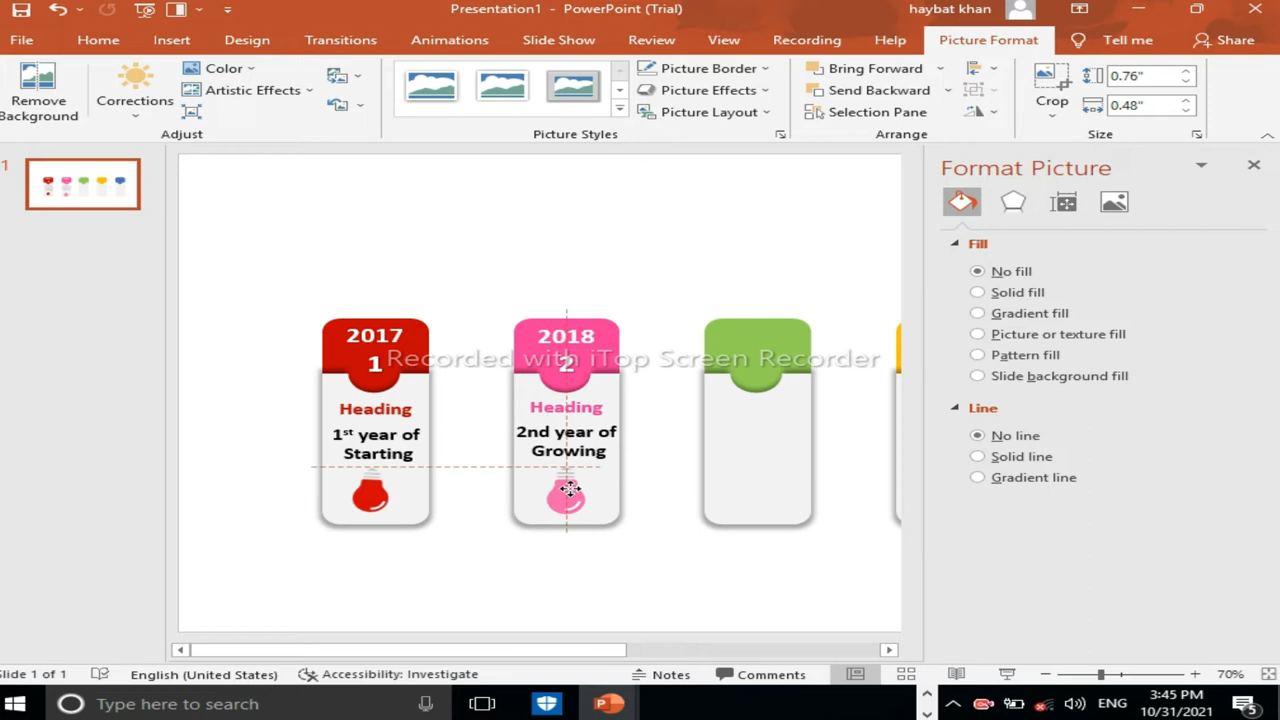 Presentation1 - PowerPoint (Trial)
haybat khan
File
Home
Insert
Design
Transitions
Animations
Slide Show
Review
View
Recording
Help
Picture Format
Tell me
Share
Remove
Background
Corrections
Color
Artistic Effects
Adjust
Picture Border
Picture Effects
Picture Layout
Picture Styles
Bring Forward
Send Backward
Selection Pane
Arrange
Crop
0.76"
0.48"
Size
1
2017
1
Heading
1st year of
Starting
2018
2
Heading
2nd year of
Growing
Recorded with iTop Screen Recorder
Format Picture
Fill
No fill
Solid fill
Gradient fill
Picture or texture fill
Pattern fill
Slide background fill
Line
No line
Solid line
Gradient line
Slide 1 of 1
English (United States)
Accessibility: Investigate
Notes
Comments
70%
Type here to search
ENG
3:45 PM
10/31/2021
5